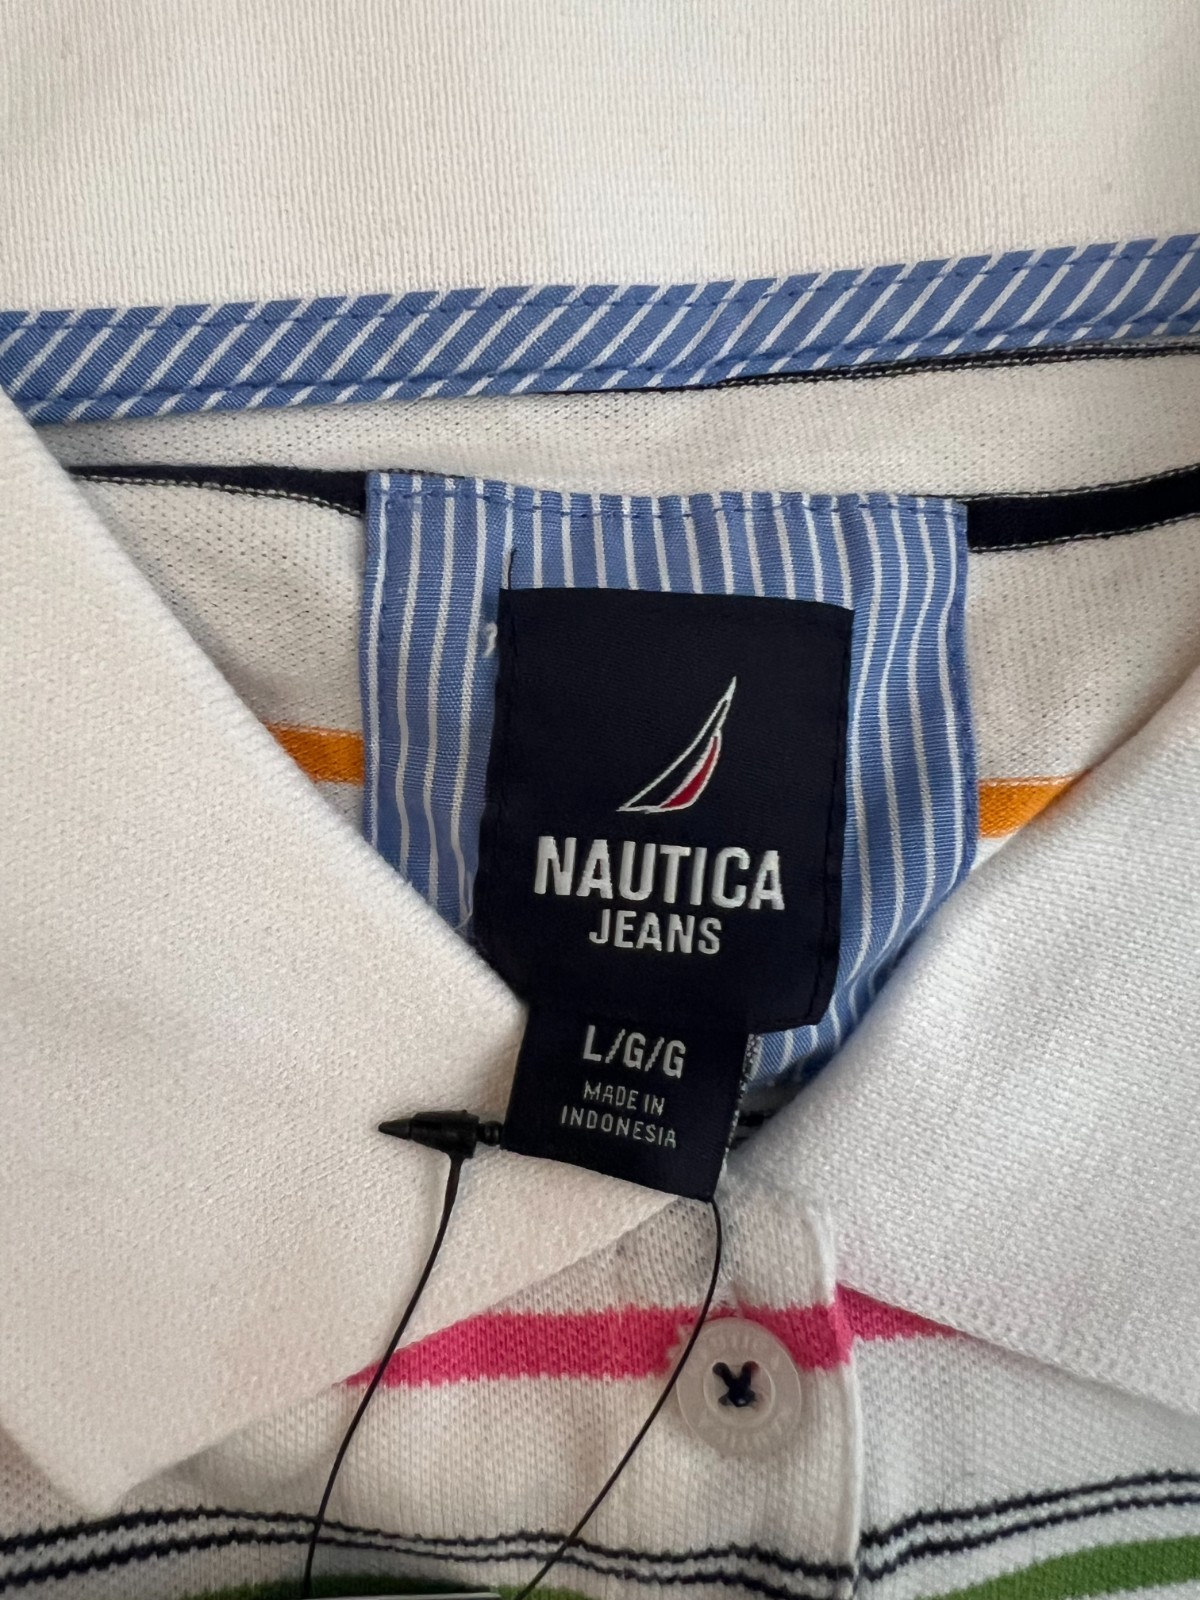 NAUTICA
JEANS
L/G/G
MADE IN
INDONESIA